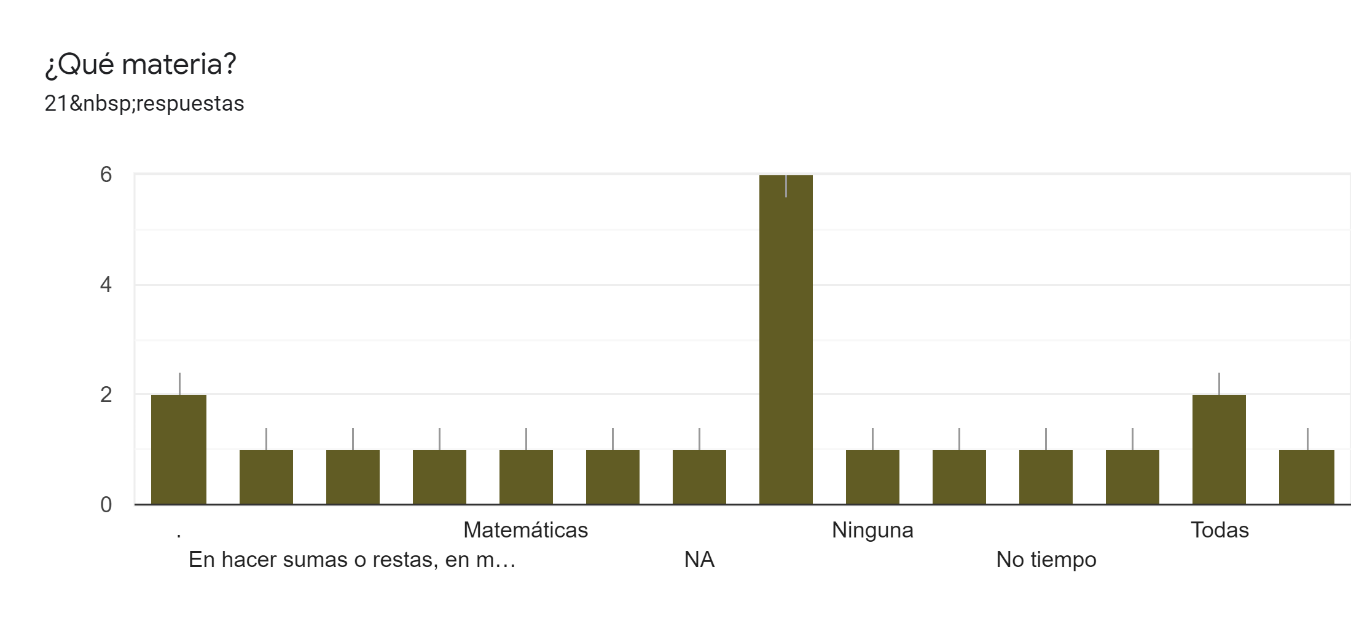 ¿Qué materia?
21&nbsp;respuestas
6
4
2
0
.
Matemáticas
Ninguna
Todas
En hacer sumas o restas, en m…
NA
No tiempo